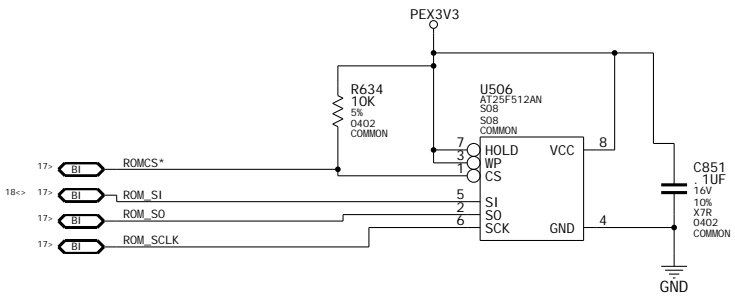 PEX3V3
R634
10K
5%
0402
COMMON
U506
AT25F512AN
SO8
SO8
COMMON
7 HOLD VCC 8
3 WP
1 CS
5 SI
2 SO
6 SCK GND 4
C851
.1UF
16V
10%
X7R
0402
COMMON
GND
17> BI ROMCS*
18<> 17> BI ROM_SI
17> BI ROM_SO
17> BI ROM_SCLK